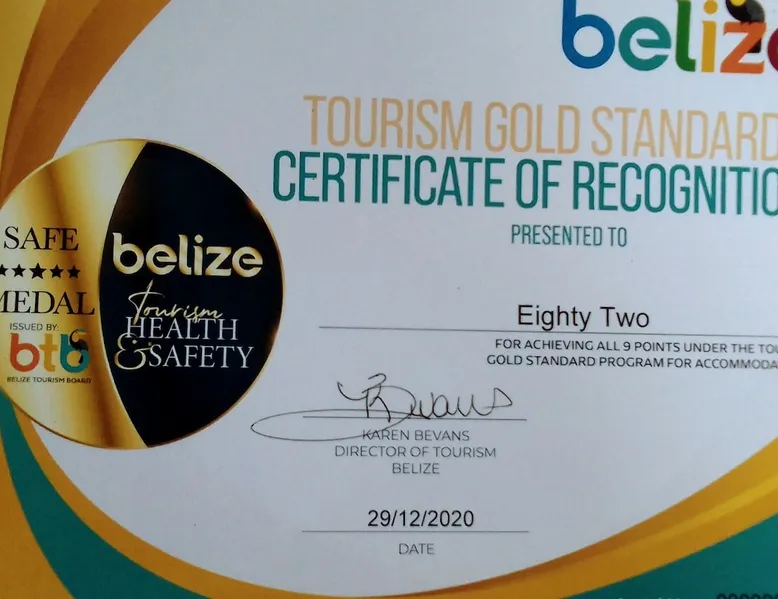 belize
TOURISM GOLD STANDARD
CERTIFICATE OF RECOGNITIO
PRESENTED TO
Eighty Two
FOR ACHIEVING ALL 9 POINTS UNDER THE TOU
GOLD STANDARD PROGRAM FOR ACCOMMODA
SAFE
MEDAL
ISSUED BY:
btb
BELIZE TOURISM BOARD
belize
Tourism
HEALTH
& SAFETY
KBevans
KAREN BEVANS
DIRECTOR OF TOURISM
BELIZE
29/12/2020
DATE